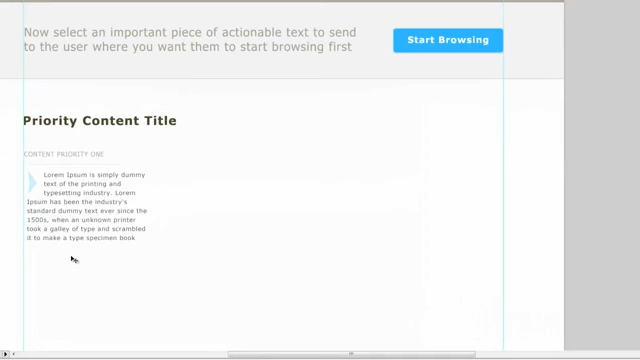 Now select an important piece of actionable text to send
to the user where you want them to start browsing first
Start Browsing
Priority Content Title
CONTENT PRIORITY ONE
Lorem Ipsum is simply dummy
text of the printing and
typesetting industry. Lorem
Ipsum has been the industry's
standard dummy text ever since the
1500s, when an unknown printer
took a galley of type and scrambled
it to make a type specimen book